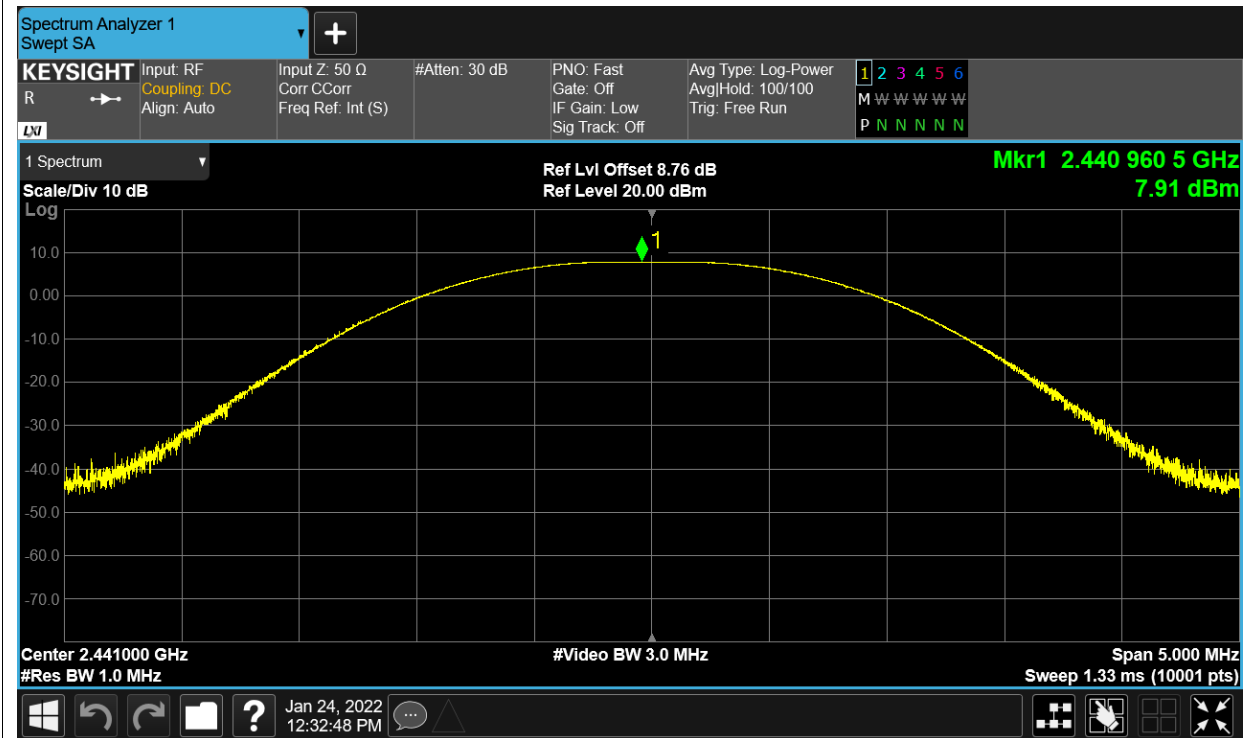 Spectrum Analyzer 1
Swept SA
KEYSIGHT
R
LXI
Input: RF
Coupling: DC
Align: Auto
Input Z: 50 Ω
Corr CCorr
Freq Ref: Int (S)
#Atten: 30 dB
PNO: Fast
Gate: Off
IF Gain: Low
Sig Track: Off
Avg Type: Log-Power
Avg|Hold: 100/100
Trig: Free Run
1 2 3 4 5 6
M W W W W W
P N N N N N
1 Spectrum
Scale/Div 10 dB
Log
Ref Lvl Offset 8.76 dB
Ref Level 20.00 dBm
Mkr1 2.440 960 5 GHz
7.91 dBm
1
10.0
0.00
-10.0
-20.0
-30.0
-40.0
-50.0
-60.0
-70.0
Center 2.441000 GHz
#Res BW 1.0 MHz
#Video BW 3.0 MHz
Span 5.000 MHz
Sweep 1.33 ms (10001 pts)
?
Jan 24, 2022
12:32:48 PM